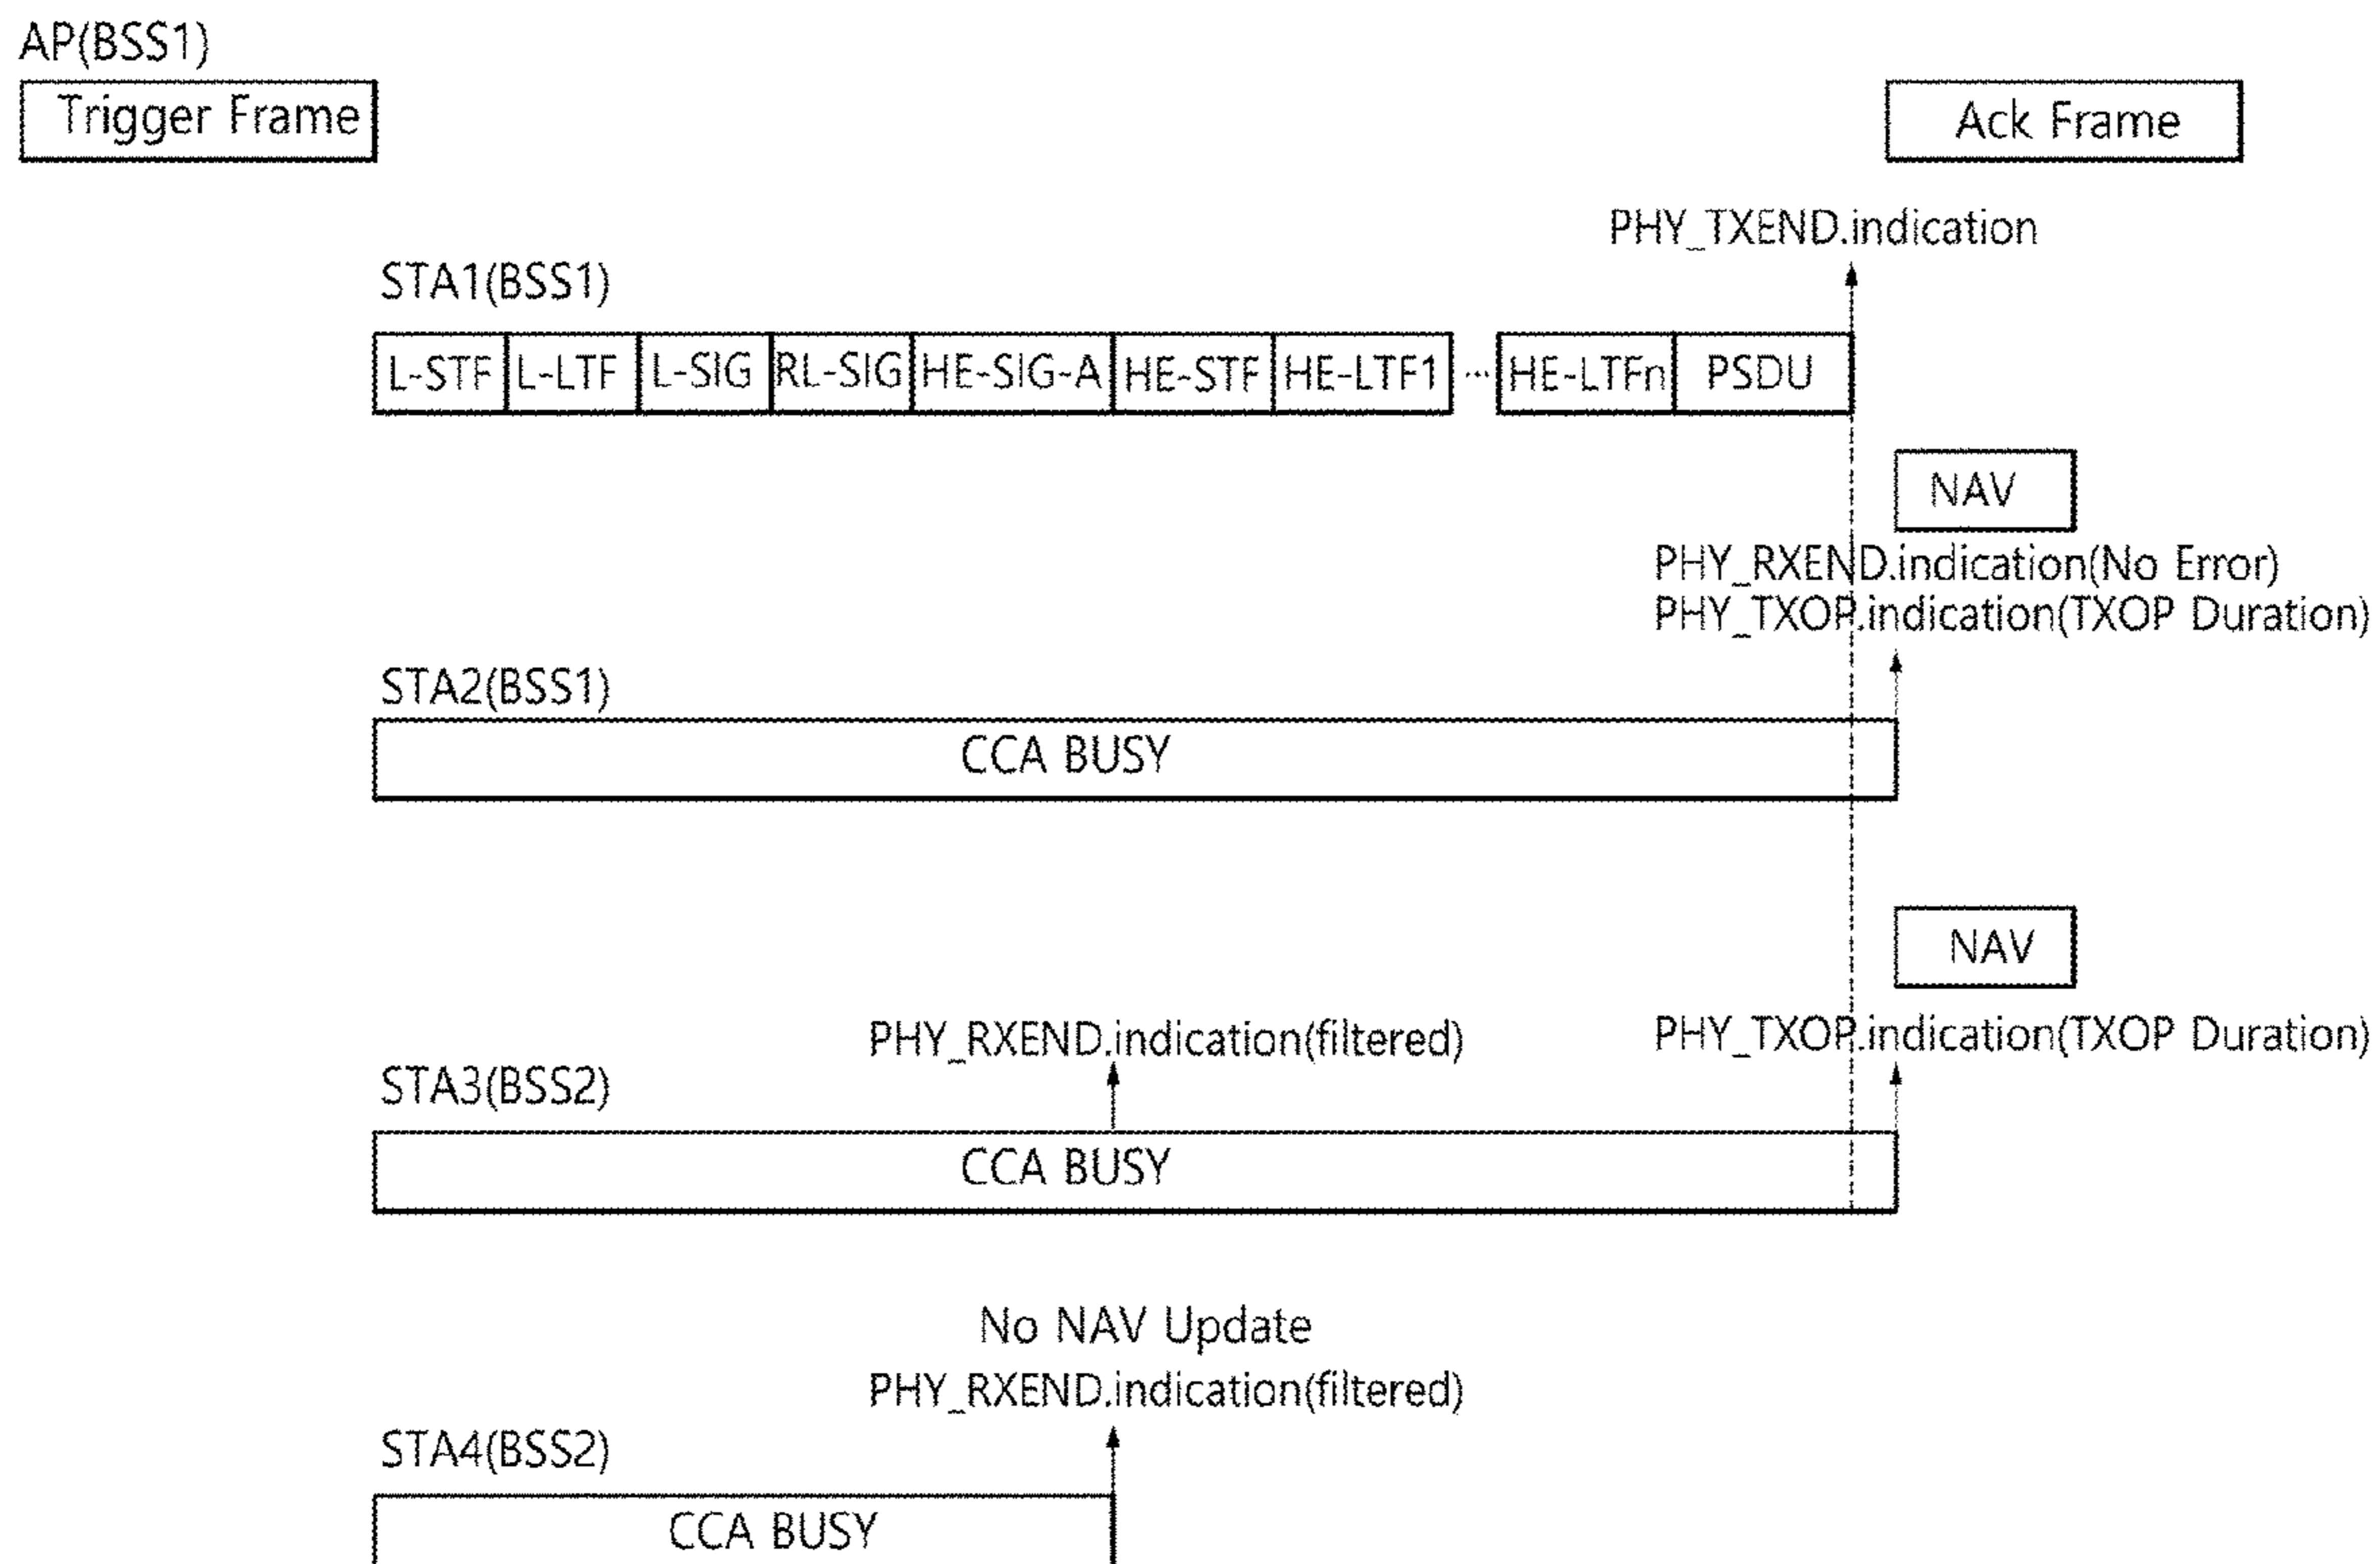 AP(BSS1)
Trigger Frame
Ack Frame
PHY_TXEND.indication
STA1(BSS1)
L-STF L-LTF L-SIG RL-SIG HE-SIG-A HE-STF HE-LTF1 ... HE-LTFn PSDU
NAV
PHY_RXEND.indication(No Error)
PHY_TXOP.indication(TXOP Duration)
STA2(BSS1)
CCA BUSY
NAV
PHY_RXEND.indication(filtered)
PHY_TXOP.indication(TXOP Duration)
STA3(BSS2)
CCA BUSY
No NAV Update
PHY_RXEND.indication(filtered)
STA4(BSS2)
CCA BUSY